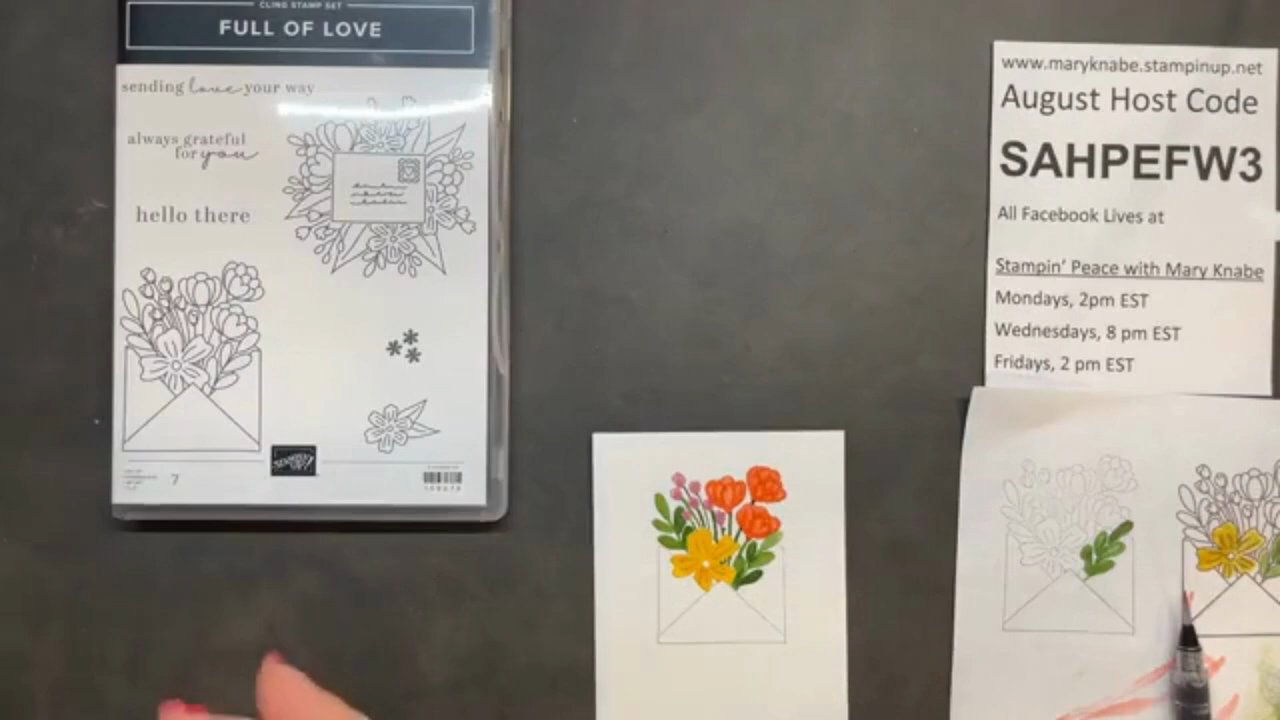 CLING STAMP SET
FULL OF LOVE
sending love your way
always grateful
for you
hello there
STAMPIN' UP!
7
www.maryknabe.stampinup.net
August Host Code
SAHPEFW3
All Facebook Lives at
Stampin' Peace with Mary Knabe
Mondays, 2pm EST
Wednesdays, 8 pm EST
Fridays, 2 pm EST